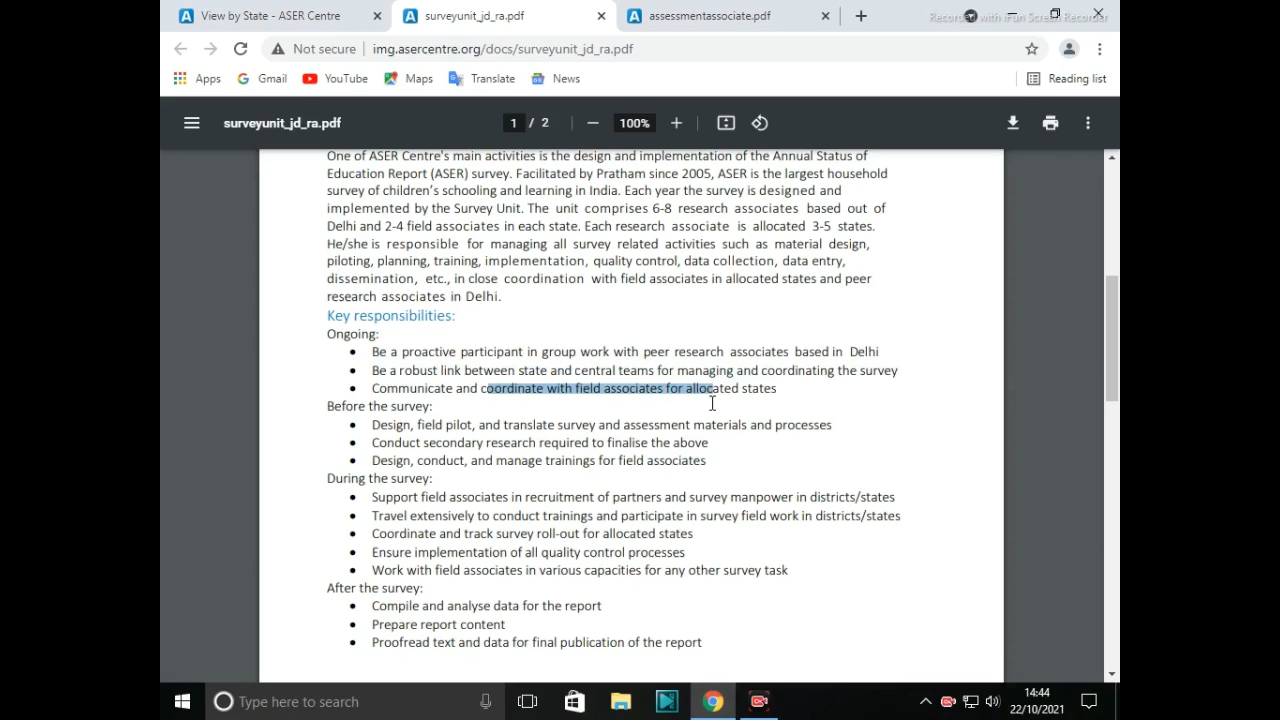 View by State - ASER Centre
surveyunit_jd_ra.pdf
assessmentassociate.pdf
Recorded with iFun Screen Recorder
Not secure
img.asercentre.org/docs/surveyunit_jd_ra.pdf
Apps
Gmail
YouTube
Maps
Translate
News
Reading list
surveyunit_jd_ra.pdf
1 / 2
100%
One of ASER Centre's main activities is the design and implementation of the Annual Status of
Education Report (ASER) survey. Facilitated by Pratham since 2005, ASER is the largest household
survey of children's schooling and learning in India. Each year the survey is designed and
implemented by the Survey Unit. The unit comprises 6-8 research associates based out of
Delhi and 2-4 field associates in each state. Each research associate is allocated 3-5 states.
He/she is responsible for managing all survey related activities such as material design,
piloting, planning, training, implementation, quality control, data collection, data entry,
dissemination, etc., in close coordination with field associates in allocated states and peer
research associates in Delhi.
Key responsibilities:
Ongoing:
• Be a proactive participant in group work with peer research associates based in Delhi
• Be a robust link between state and central teams for managing and coordinating the survey
• Communicate and coordinate with field associates for allocated states
Before the survey:
• Design, field pilot, and translate survey and assessment materials and processes
• Conduct secondary research required to finalise the above
• Design, conduct, and manage trainings for field associates
During the survey:
• Support field associates in recruitment of partners and survey manpower in districts/states
• Travel extensively to conduct trainings and participate in survey field work in districts/states
• Coordinate and track survey roll-out for allocated states
• Ensure implementation of all quality control processes
• Work with field associates in various capacities for any other survey task
After the survey:
• Compile and analyse data for the report
• Prepare report content
• Proofread text and data for final publication of the report
Type here to search
14:44
22/10/2021